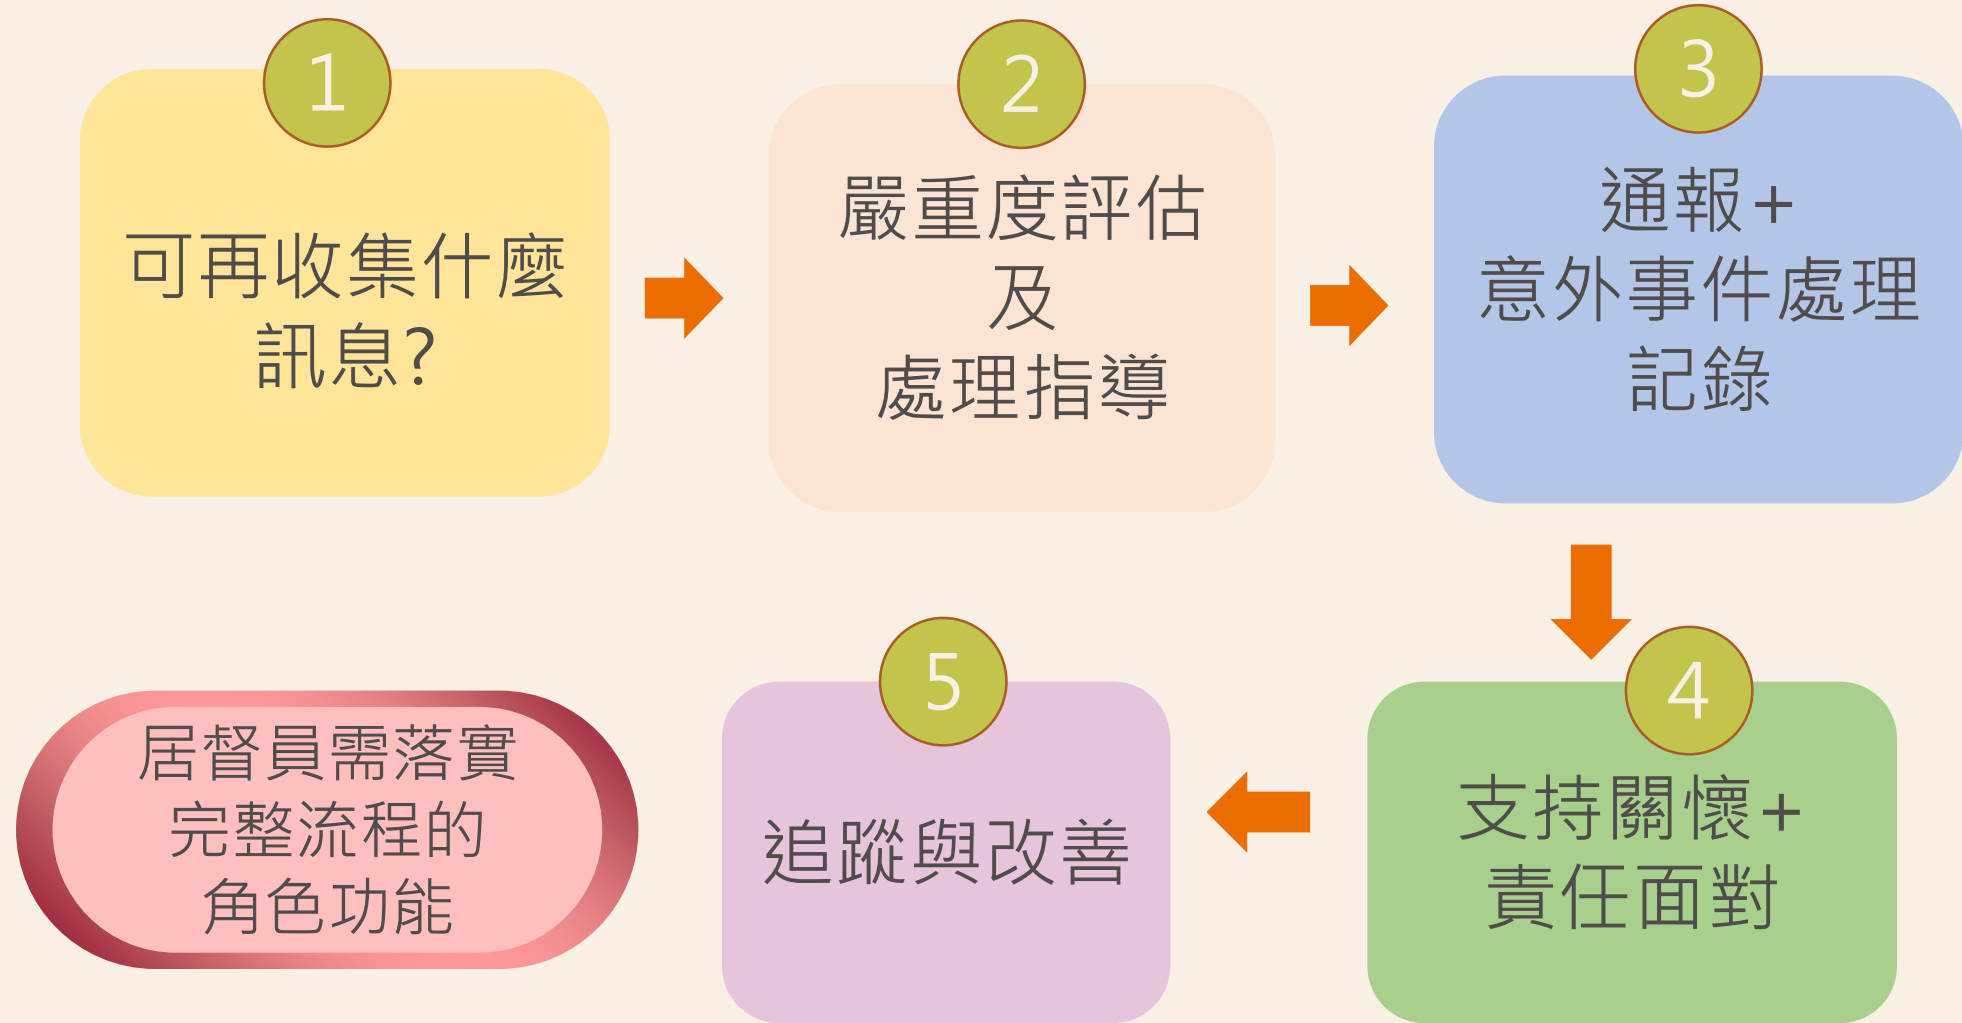 1
可再收集什麼
訊息?
2
嚴重度評估
及
處理指導
3
通報+
意外事件處理
記錄
4
支持關懷+
責任面對
5
追蹤與改善
居督員需落實
完整流程的
角色功能